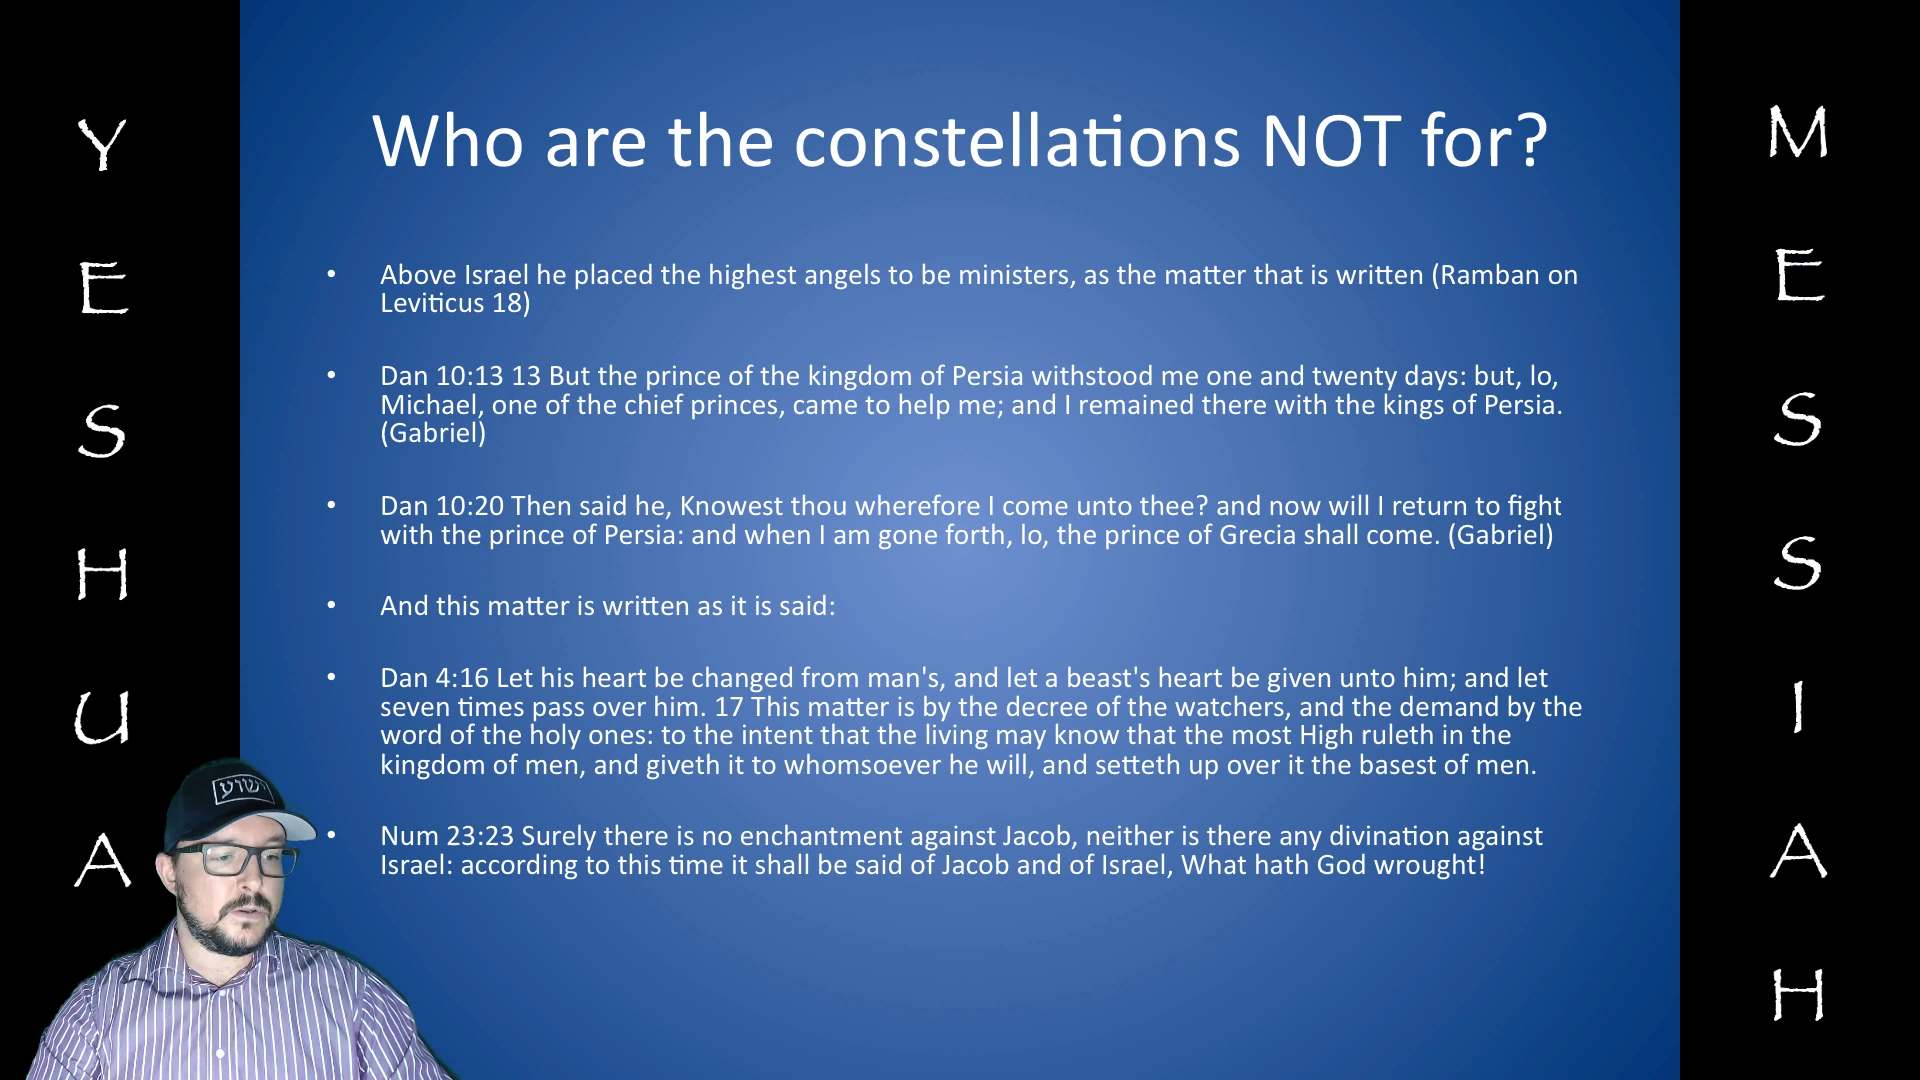 YESHUA
MESSIAH
Who are the constellations NOT for?
• Above Israel he placed the highest angels to be ministers, as the matter that is written (Ramban on
Leviticus 18)
• Dan 10:13 13 But the prince of the kingdom of Persia withstood me one and twenty days: but, lo,
Michael, one of the chief princes, came to help me; and I remained there with the kings of Persia.
(Gabriel)
• Dan 10:20 Then said he, Knowest thou wherefore I come unto thee? and now will I return to fight
with the prince of Persia: and when I am gone forth, lo, the prince of Grecia shall come. (Gabriel)
• And this matter is written as it is said:
• Dan 4:16 Let his heart be changed from man's, and let a beast's heart be given unto him; and let
seven times pass over him. 17 This matter is by the decree of the watchers, and the demand by the
word of the holy ones: to the intent that the living may know that the most High ruleth in the
kingdom of men, and giveth it to whomsoever he will, and setteth up over it the basest of men.
• Num 23:23 Surely there is no enchantment against Jacob, neither is there any divination against
Israel: according to this time it shall be said of Jacob and of Israel, What hath God wrought!
ישוע